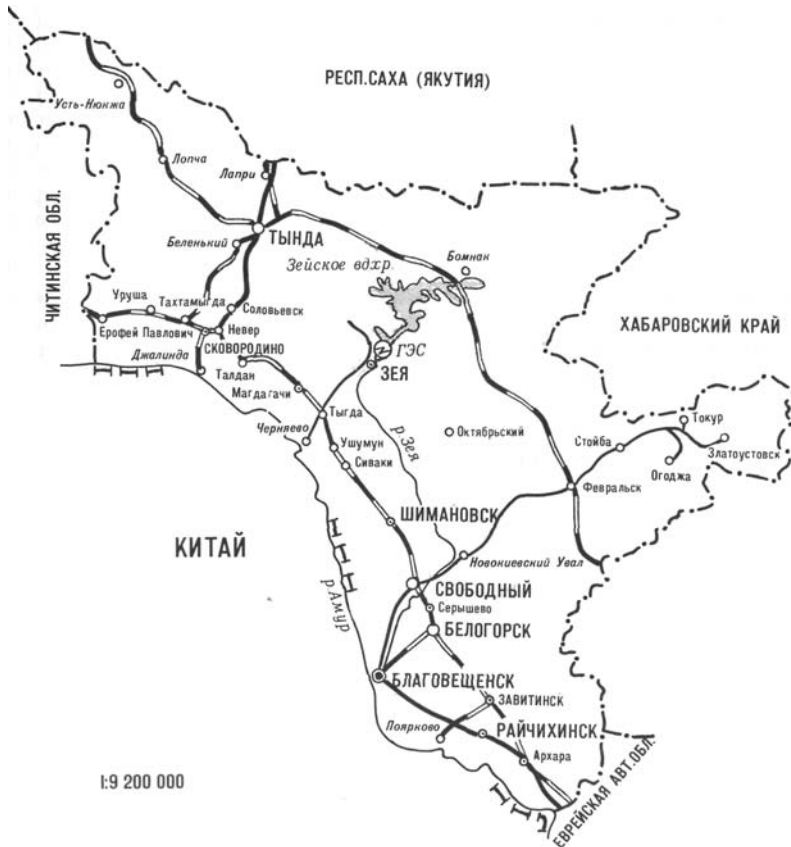 РЕСП.САХА (ЯКУТИЯ)
Усть-Нюкжа
Лопча
Лапри
ЧИТИНСКАЯ ОБЛ.
ТЫНДА
Беленький
Зейское вдхр.
Бомнак
Уруша
Тахтамыгда
Соловьевск
ХАБАРОВСКИЙ КРАЙ
Ерофей Павлович
Невер
СКОВОРОДИНО
ГЭС
Джалинда
Талдан
ЗЕЯ
Магдагачи
Тыгда
Черняево
р.Зея
Октябрьский
Токур
Стойба
Златоустовск
Ушумун
Сиваки
Огоджа
Февральск
ШИМАНОВСК
КИТАЙ
Новокиевский Увал
р.Амур
СВОБОДНЫЙ
Серышево
БЕЛОГОРСК
БЛАГОВЕЩЕНСК
ЗАВИТИНСК
Поярково
РАЙЧИХИНСК
Архара
ЕВРЕЙСКАЯ АВТ.ОБЛ.
1:9 200 000